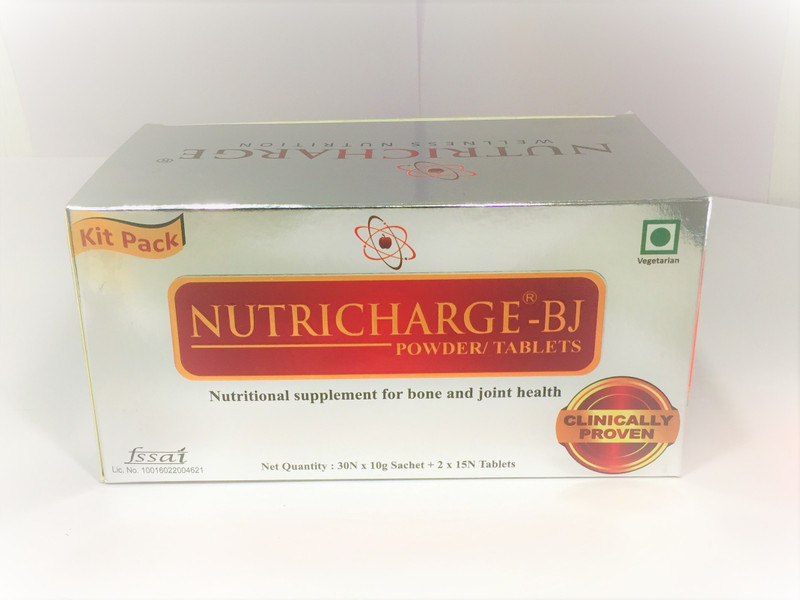 NUTRICHARGE®
WELLNESS NUTRITION
Kit Pack
Vegetarian
NUTRICHARGE®-BJ
POWDER/ TABLETS
Nutritional supplement for bone and joint health
CLINICALLY
PROVEN
fssai
Lic. No. 10016022004621
Net Quantity : 30N x 10g Sachet + 2 x 15N Tablets